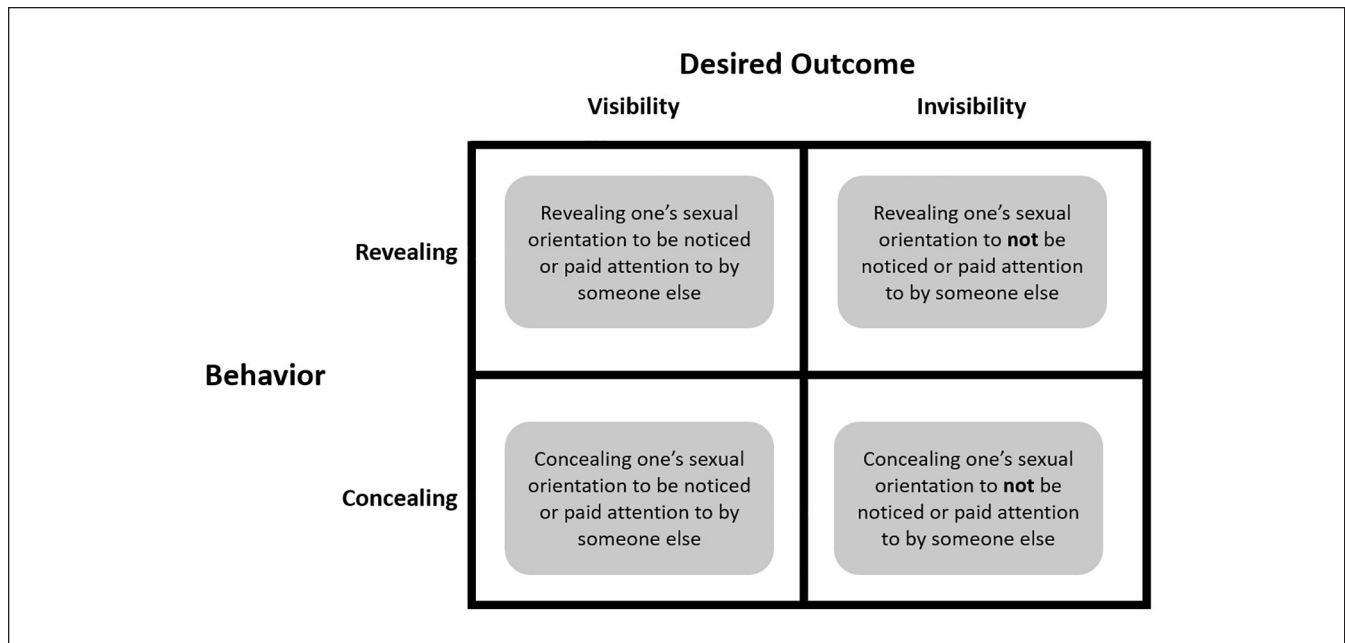 Desired Outcome
Visibility
Invisibility
Revealing
Revealing one’s sexual
orientation to be noticed
or paid attention to by
someone else
Revealing one’s sexual
orientation to not be
noticed or paid attention
to by someone else
Behavior
Concealing
Concealing one’s sexual
orientation to be noticed
or paid attention to by
someone else
Concealing one’s sexual
orientation to not be
noticed or paid attention
to by someone else